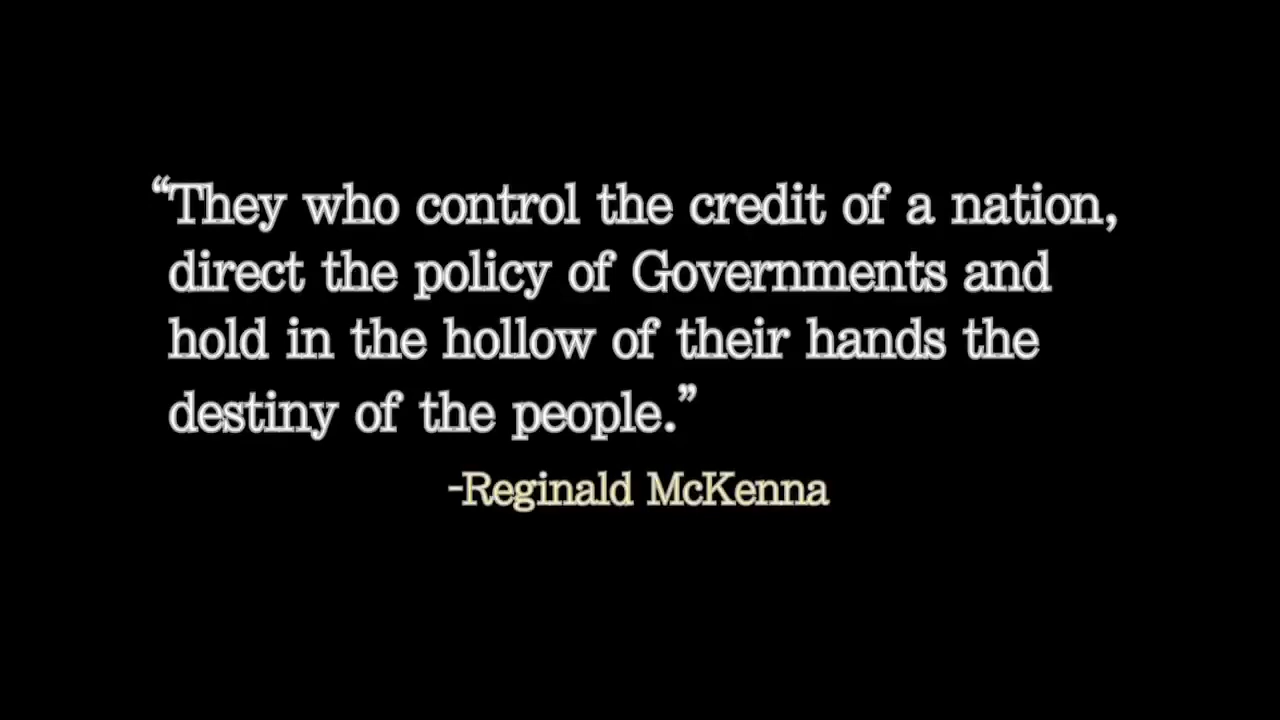 “They who control the credit of a nation,
direct the policy of Governments and
hold in the hollow of their hands the
destiny of the people.”
-Reginald McKenna